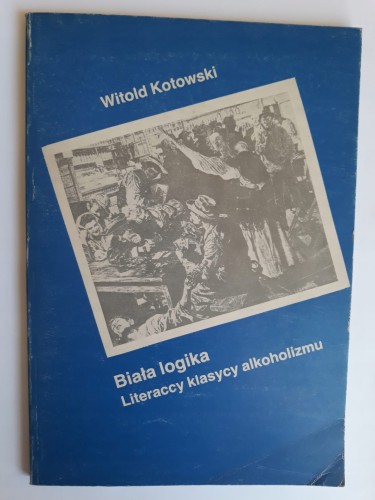 Witold Kotowski
Biała logika
Literaccy klasycy alkoholizmu